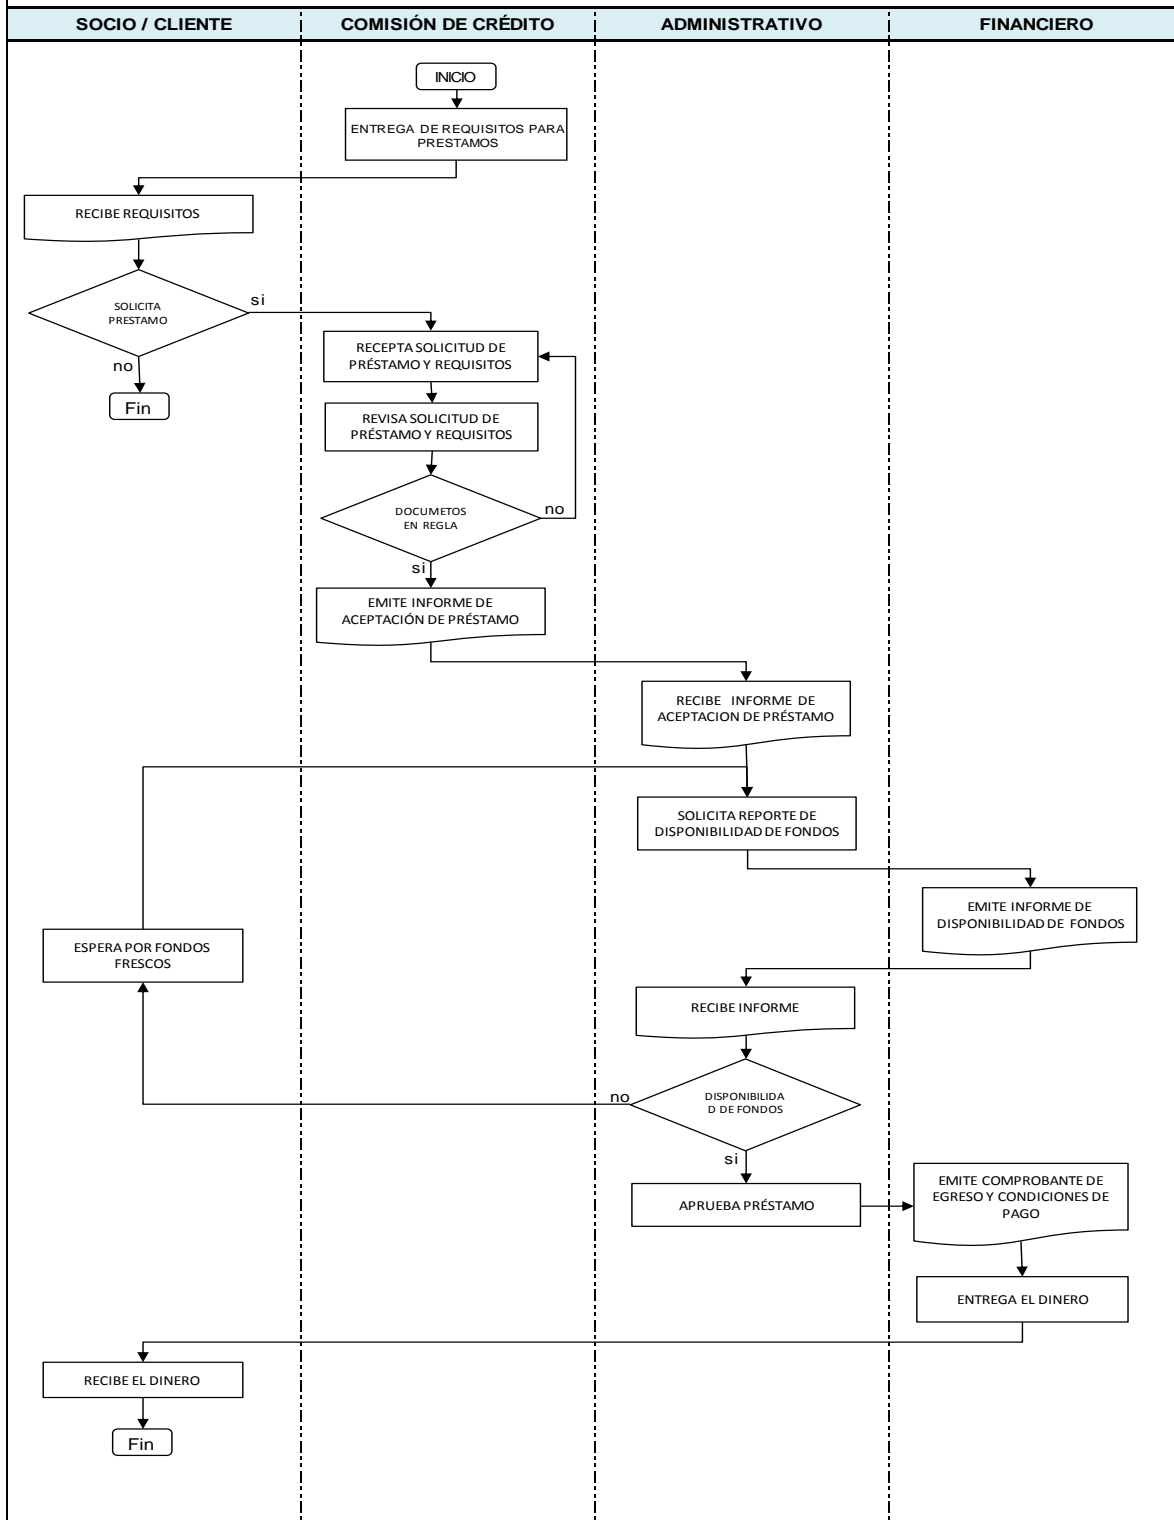 SOCIO / CLIENTE
COMISIÓN DE CRÉDITO
ADMINISTRATIVO
FINANCIERO
INICIO
ENTREGA DE REQUISITOS PARA
PRESTAMOS
RECIBE REQUISITOS
SOLICITA
PRESTAMO
si
no
Fin
RECEPTA SOLICITUD DE
PRÉSTAMO Y REQUISITOS
REVISA SOLICITUD DE
PRÉSTAMO Y REQUISITOS
DOCUMETOS
EN REGLA
no
si
EMITE INFORME DE
ACEPTACIÓN DE PRÉSTAMO
RECIBE INFORME DE
ACEPTACION DE PRÉSTAMO
SOLICITA REPORTE DE
DISPONIBILIDAD DE FONDOS
EMITE INFORME DE
DISPONIBILIDAD DE FONDOS
ESPERA POR FONDOS
FRESCOS
RECIBE INFORME
DISPONIBILIDA
D DE FONDOS
no
si
APRUEBA PRÉSTAMO
EMITE COMPROBANTE DE
EGRESO Y CONDICIONES DE
PAGO
ENTREGA EL DINERO
RECIBE EL DINERO
Fin